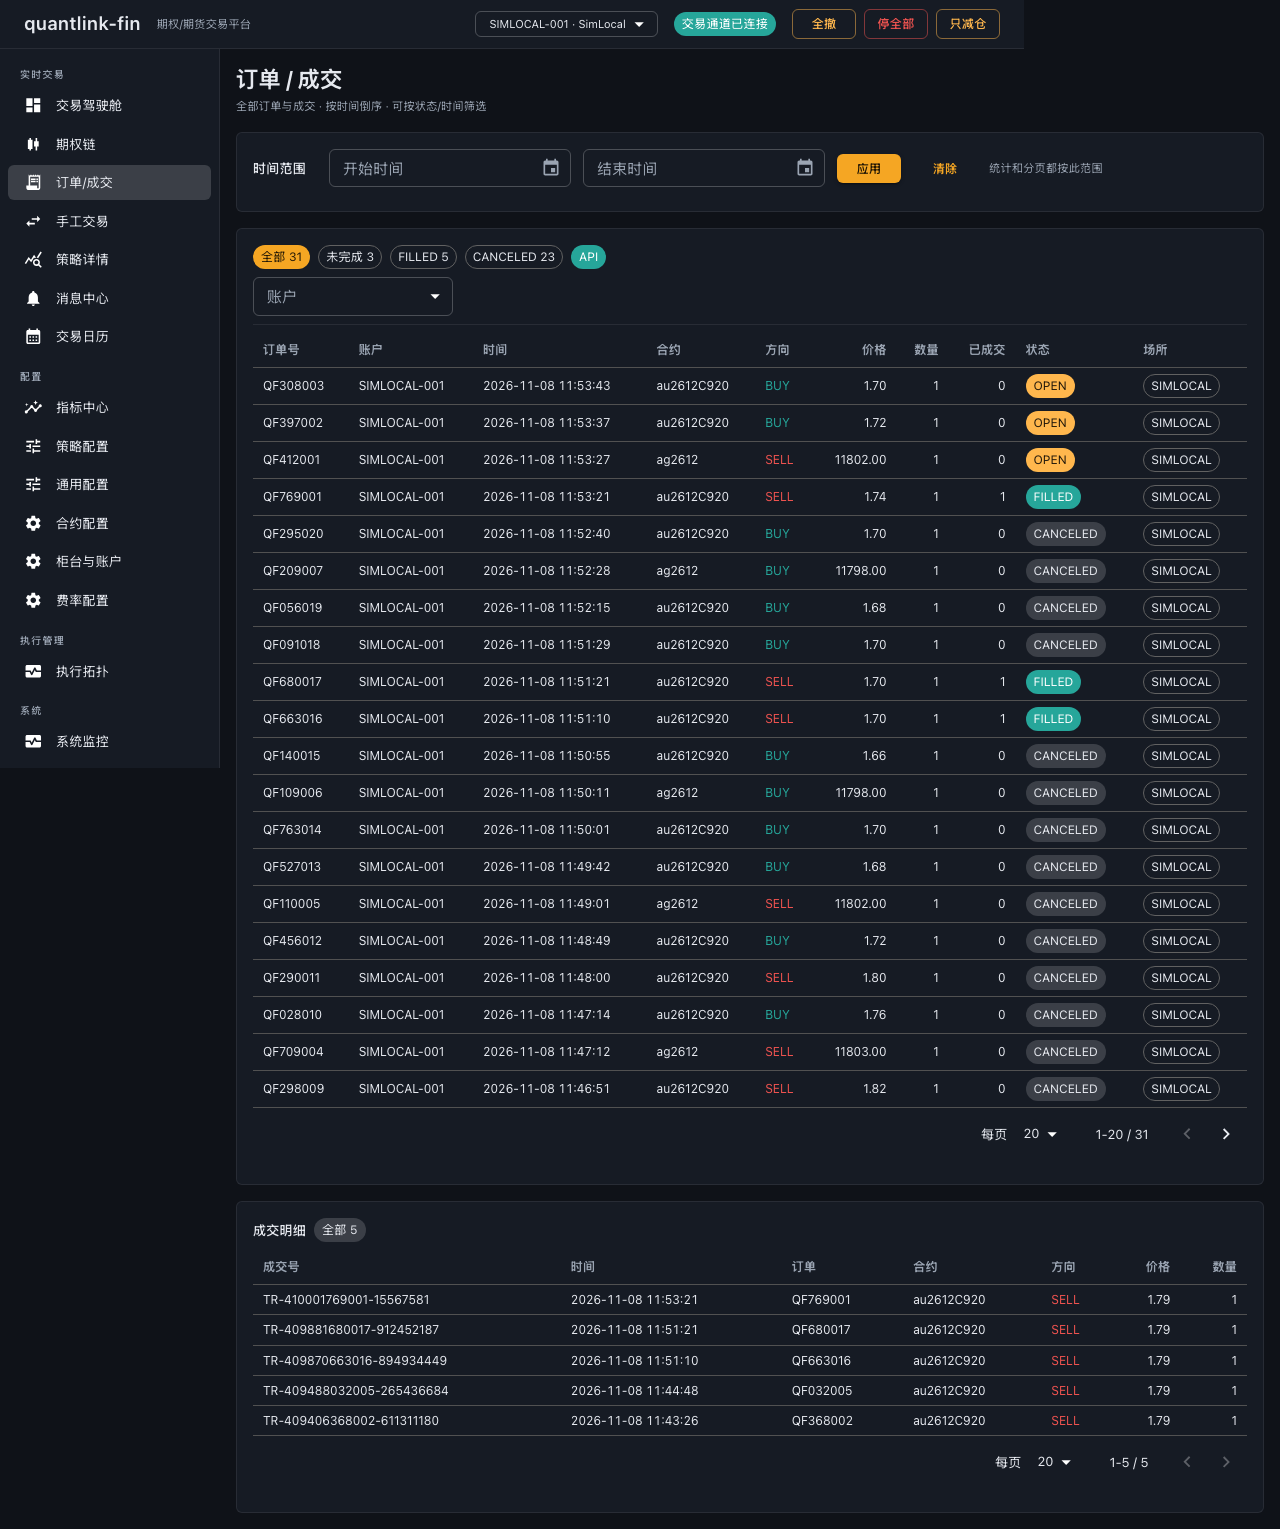 quantlink-fin 期权/期货交易平台 SIMLOCAL-001 · SimLocal 交易通道已连接 全撤 停全部 只减仓
实时交易
交易驾驶舱
期权链
订单/成交
手工交易
策略详情
消息中心
交易日历
配置
指标中心
策略配置
通用配置
合约配置
柜台与账户
费率配置
执行管理
执行拓扑
系统
系统监控
订单 / 成交
全部订单与成交 · 按时间倒序 · 可按状态/时间筛选
时间范围 开始时间 结束时间 应用 清除 统计和分页都按此范围
全部 31 未完成 3 FILLED 5 CANCELED 23 API
账户
订单号 账户 时间 合约 方向 价格 数量 已成交 状态 场所
QF308003 SIMLOCAL-001 2026-11-08 11:53:43 au2612C920 BUY 1.70 1 0 OPEN SIMLOCAL
QF397002 SIMLOCAL-001 2026-11-08 11:53:37 au2612C920 BUY 1.72 1 0 OPEN SIMLOCAL
QF412001 SIMLOCAL-001 2026-11-08 11:53:27 ag2612 SELL 11802.00 1 0 OPEN SIMLOCAL
QF769001 SIMLOCAL-001 2026-11-08 11:53:21 au2612C920 SELL 1.74 1 1 FILLED SIMLOCAL
QF295020 SIMLOCAL-001 2026-11-08 11:52:40 au2612C920 BUY 1.70 1 0 CANCELED SIMLOCAL
QF209007 SIMLOCAL-001 2026-11-08 11:52:28 ag2612 BUY 11798.00 1 0 CANCELED SIMLOCAL
QF056019 SIMLOCAL-001 2026-11-08 11:52:15 au2612C920 BUY 1.68 1 0 CANCELED SIMLOCAL
QF091018 SIMLOCAL-001 2026-11-08 11:51:29 au2612C920 BUY 1.70 1 0 CANCELED SIMLOCAL
QF680017 SIMLOCAL-001 2026-11-08 11:51:21 au2612C920 SELL 1.70 1 1 FILLED SIMLOCAL
QF663016 SIMLOCAL-001 2026-11-08 11:51:10 au2612C920 SELL 1.70 1 1 FILLED SIMLOCAL
QF140015 SIMLOCAL-001 2026-11-08 11:50:55 au2612C920 BUY 1.66 1 0 CANCELED SIMLOCAL
QF109006 SIMLOCAL-001 2026-11-08 11:50:11 ag2612 BUY 11798.00 1 0 CANCELED SIMLOCAL
QF763014 SIMLOCAL-001 2026-11-08 11:50:01 au2612C920 BUY 1.70 1 0 CANCELED SIMLOCAL
QF527013 SIMLOCAL-001 2026-11-08 11:49:42 au2612C920 BUY 1.68 1 0 CANCELED SIMLOCAL
QF110005 SIMLOCAL-001 2026-11-08 11:49:01 ag2612 SELL 11802.00 1 0 CANCELED SIMLOCAL
QF456012 SIMLOCAL-001 2026-11-08 11:48:49 au2612C920 BUY 1.72 1 0 CANCELED SIMLOCAL
QF290011 SIMLOCAL-001 2026-11-08 11:48:00 au2612C920 SELL 1.80 1 0 CANCELED SIMLOCAL
QF028010 SIMLOCAL-001 2026-11-08 11:47:14 au2612C920 BUY 1.76 1 0 CANCELED SIMLOCAL
QF709004 SIMLOCAL-001 2026-11-08 11:47:12 ag2612 SELL 11803.00 1 0 CANCELED SIMLOCAL
QF298009 SIMLOCAL-001 2026-11-08 11:46:51 au2612C920 SELL 1.82 1 0 CANCELED SIMLOCAL
每页 20 1-20 / 31
成交明细 全部 5
成交号 时间 订单 合约 方向 价格 数量
TR-410001769001-15567581 2026-11-08 11:53:21 QF769001 au2612C920 SELL 1.79 1
TR-409881680017-912452187 2026-11-08 11:51:21 QF680017 au2612C920 SELL 1.79 1
TR-409870663016-894934449 2026-11-08 11:51:10 QF663016 au2612C920 SELL 1.79 1
TR-409488032005-265436684 2026-11-08 11:44:48 QF032005 au2612C920 SELL 1.79 1
TR-409406368002-611311180 2026-11-08 11:43:26 QF368002 au2612C920 SELL 1.79 1
每页 20 1-5 / 5